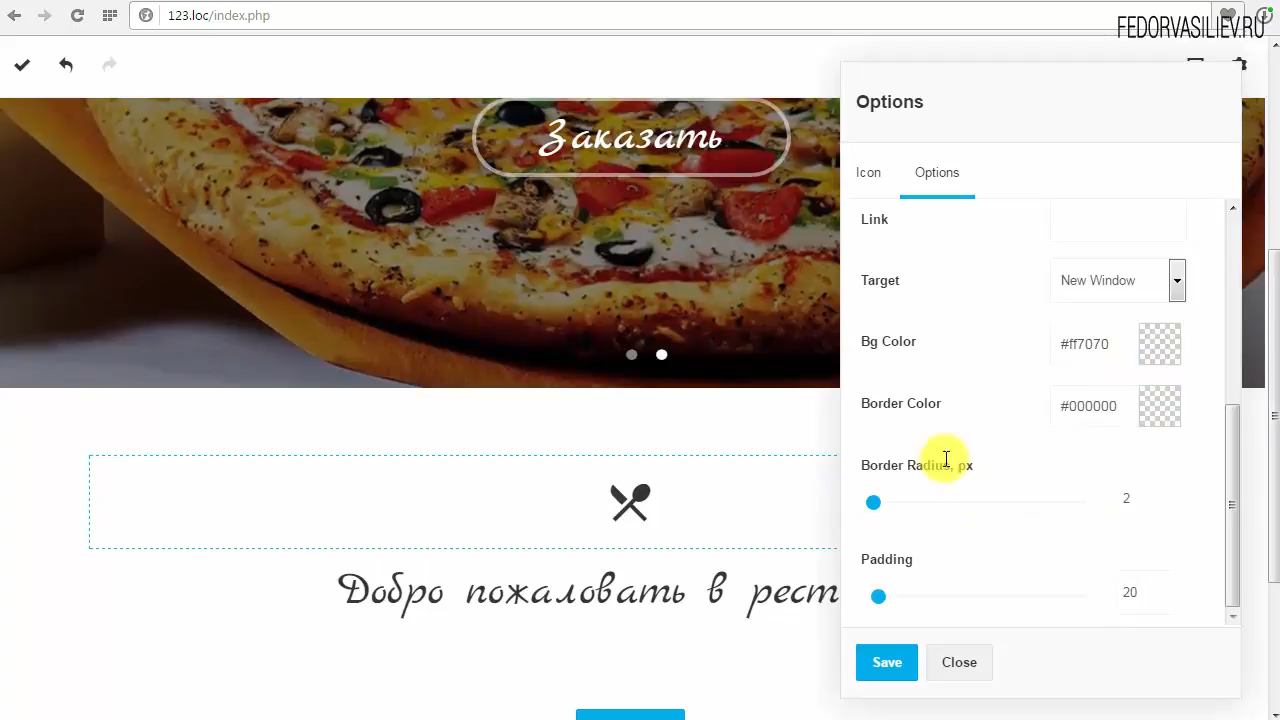 123.loc/index.php
FEDORVASILIEV.RU
Options
Заказать
Icon
Options
Link
Target
New Window
Bg Color
#ff7070
Border Color
#000000
Border Radius, px
2
Padding
20
Добро пожаловать в рест
Save
Close